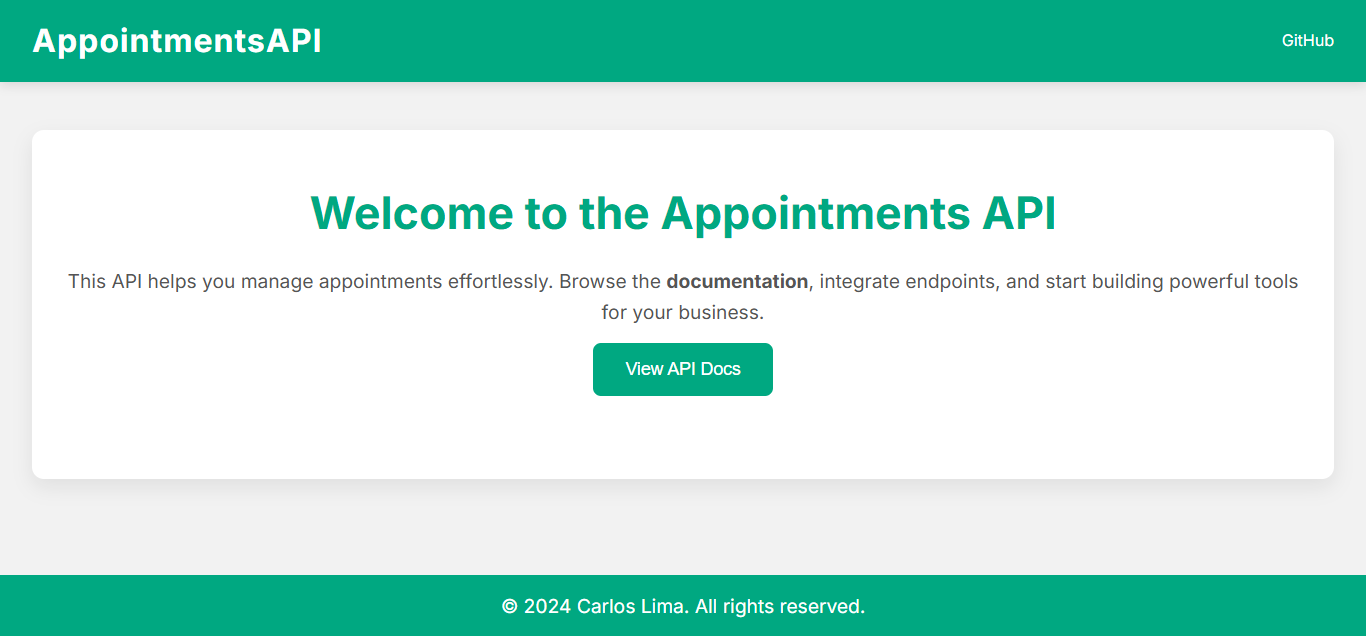 AppointmentsAPI
GitHub
Welcome to the Appointments API
This API helps you manage appointments effortlessly. Browse the documentation, integrate endpoints, and start building powerful tools
for your business.
View API Docs
© 2024 Carlos Lima. All rights reserved.